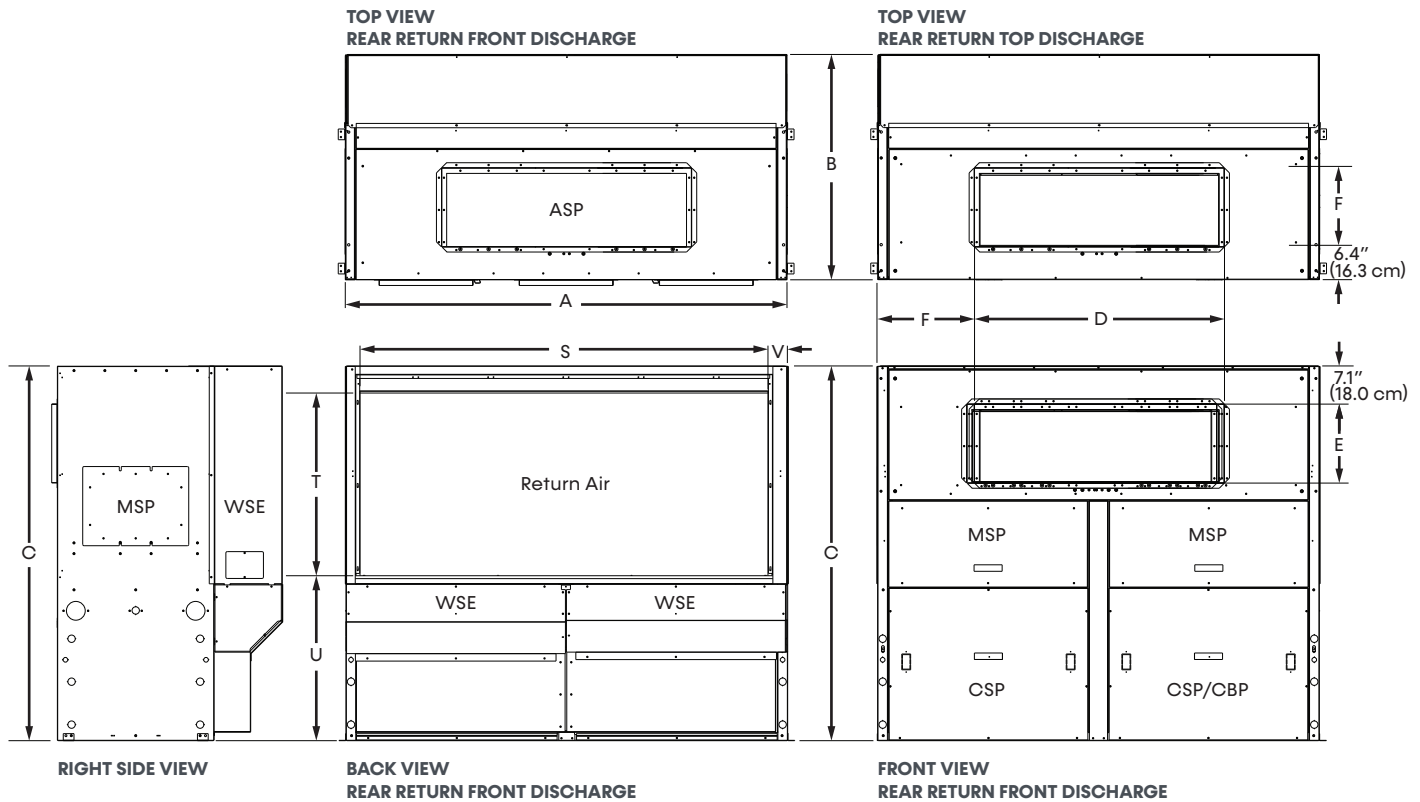 TOP VIEW
REAR RETURN FRONT DISCHARGE
TOP VIEW
REAR RETURN TOP DISCHARGE
ASP
B
F
6.4"
(16.3 cm)
A
F
D
S
V
7.1"
(18.0 cm)
E
C
MSP
WSE
T
Return Air
C
MSP
MSP
WSE
WSE
U
CSP
CSP/CBP
RIGHT SIDE VIEW
BACK VIEW
REAR RETURN FRONT DISCHARGE
FRONT VIEW
REAR RETURN FRONT DISCHARGE